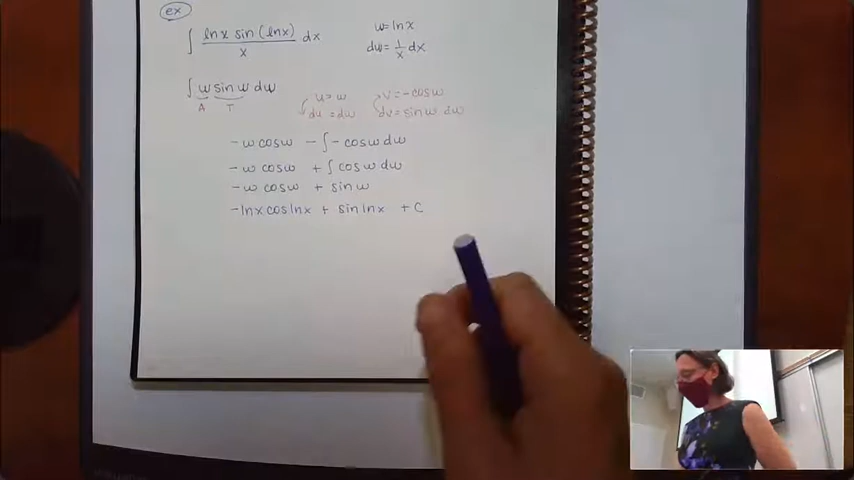 ex
∫ lnx sin(lnx)/x dx
w = lnx
dw = 1/x dx
∫ w sin w dw
A T
u = w
du = dw
v = -cosw
dv = sinw dw
-w cosw - ∫ - cosw dw
-w cosw + ∫ cosw dw
-w cosw + sinw
-lnx cos lnx + sin lnx + C